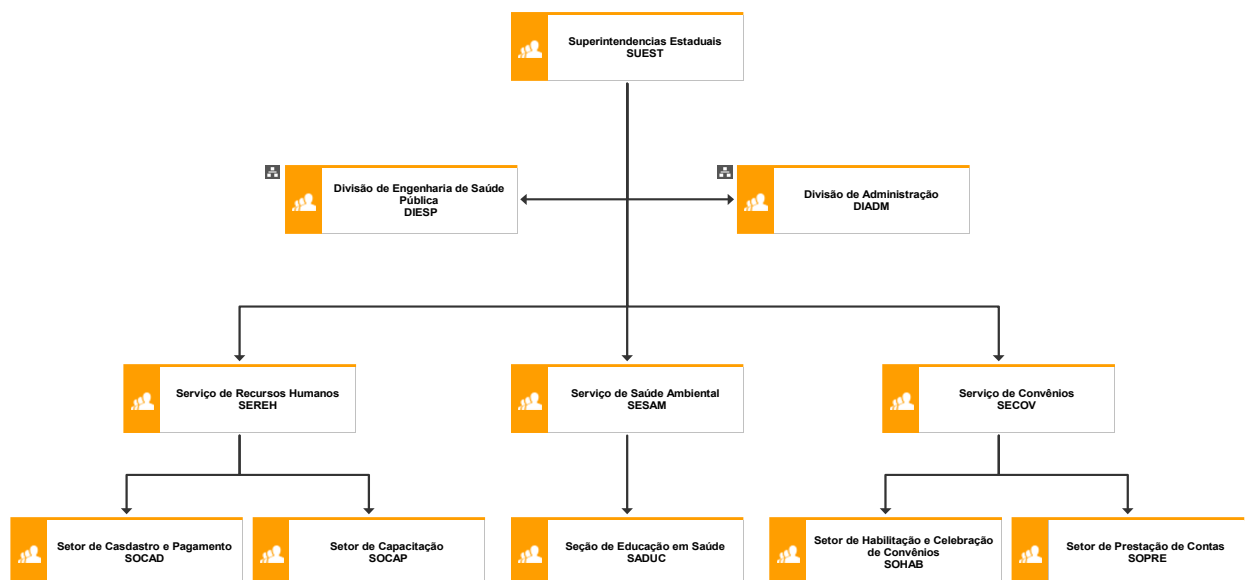 Superintendencias Estaduais
SUEST
Divisão de Engenharia de Saúde
Pública
DIESP
Divisão de Administração
DIADM
Serviço de Recursos Humanos
SEREH
Serviço de Saúde Ambiental
SESAM
Serviço de Convênios
SECOV
Setor de Casdastro e Pagamento
SOCAD
Setor de Capacitação
SOCAP
Seção de Educação em Saúde
SADUC
Setor de Habilitação e Celebração
de Convênios
SOHAB
Setor de Prestação de Contas
SOPRE